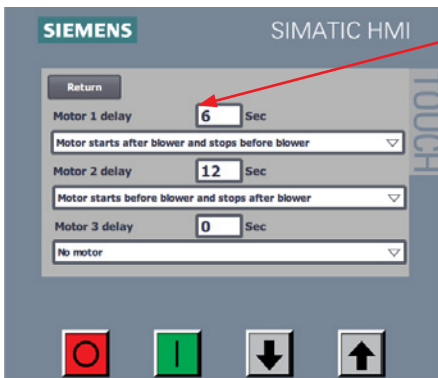 SIEMENS SIMATIC HMI
TOUCH
Return
Motor 1 delay 6 Sec
Motor starts after blower and stops before blower
Motor 2 delay 12 Sec
Motor starts before blower and stops after blower
Motor 3 delay 0 Sec
No motor